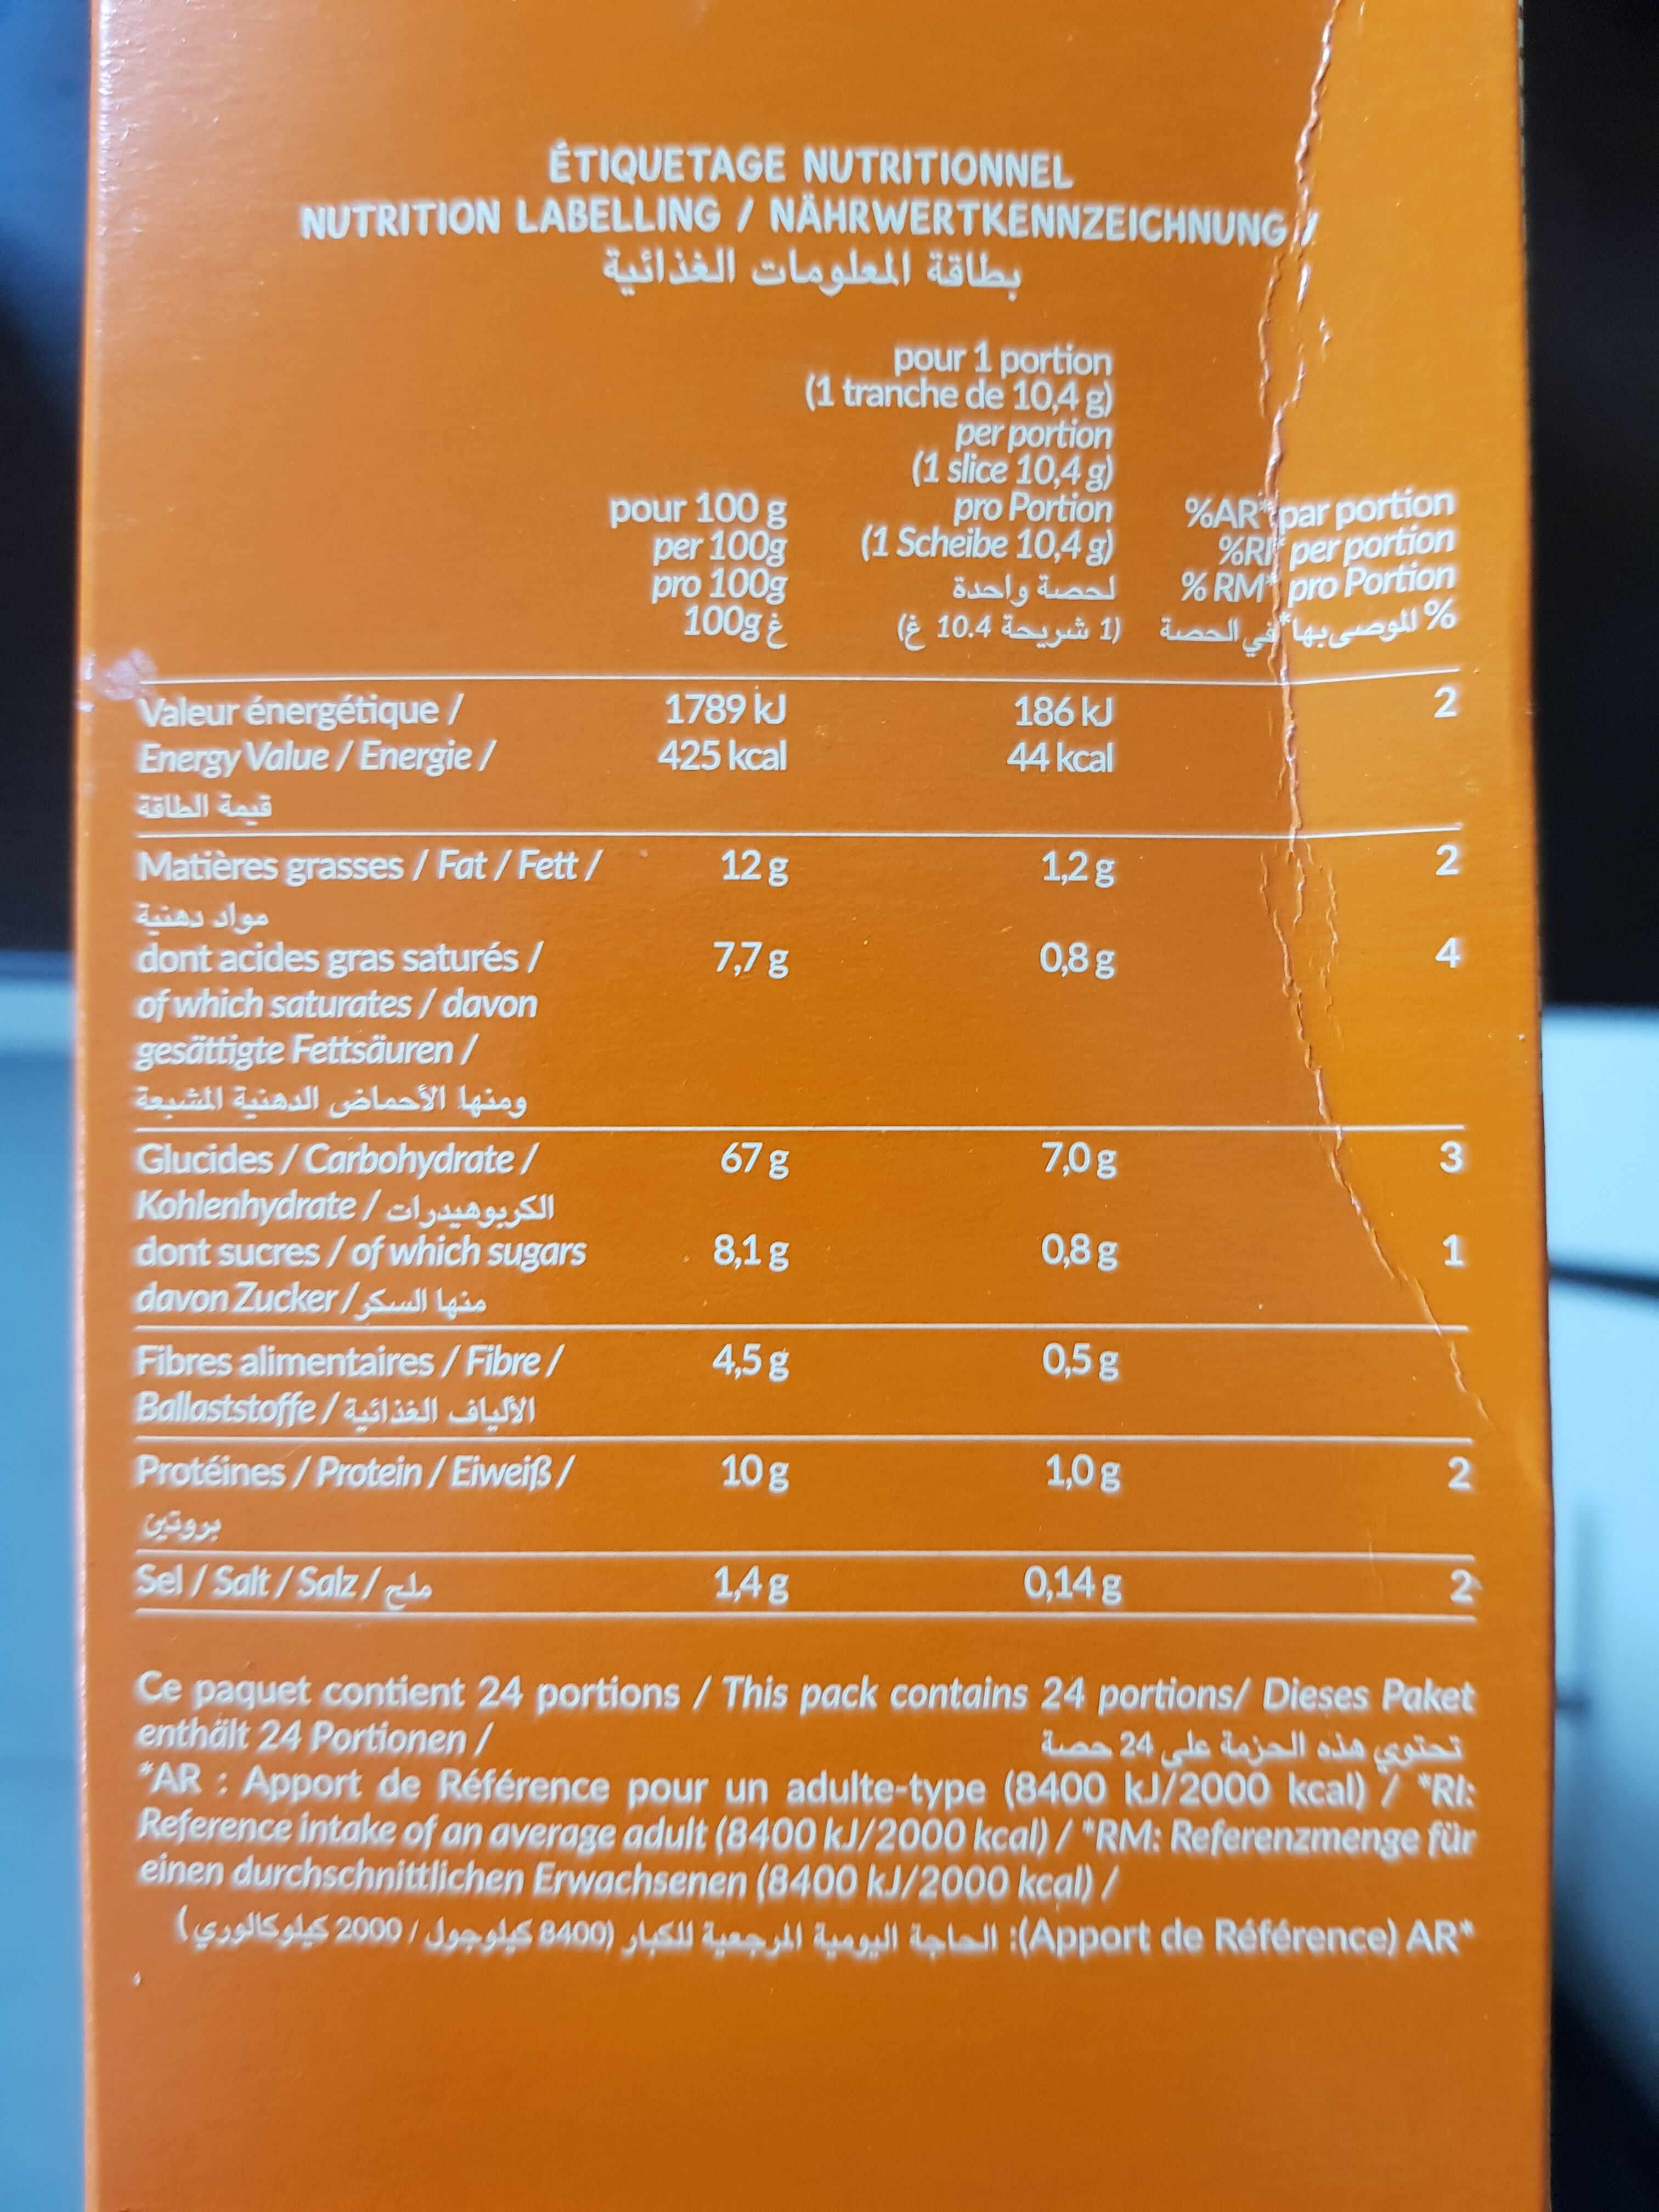 ÉTIQUETAGE NUTRITIONNEL
NUTRITION LABELLING / NÄHRWERTKENNZEICHNUNG /
بطاقة المعلومات الغذائية
pour 1 portion
(1 tranche de 10,4 g)
per portion
(1 slice 10,4 g)
pour 100 g pro Portion %AR* par portion
per 100g (1 Scheibe 10,4 g) %RI* per portion
pro 100g لحصة واحدة % RM* pro Portion
100g غ (1 شريحة 10.4 غ) % الموصى بها* في الحصة
Valeur énergétique / 1789 kJ 186 kJ 2
Energy Value / Energie / 425 kcal 44 kcal
قيمة الطاقة
Matières grasses / Fat / Fett / 12 g 1,2 g 2
مواد دهنية
dont acides gras saturés / 7,7 g 0,8 g 4
of which saturates / davon
gesättigte Fettsäuren /
ومنها الأحماض الدهنية المشبعة
Glucides / Carbohydrate / 67 g 7,0 g 3
Kohlenhydrate / الكربوهيدرات
dont sucres / of which sugars 8,1 g 0,8 g 1
davon Zucker / منها السكر
Fibres alimentaires / Fibre / 4,5 g 0,5 g
Ballaststoffe / الألياف الغذائية
Protéines / Protein / Eiweiß / 10 g 1,0 g 2
بروتين
Sel / Salt / Salz / ملح 1,4 g 0,14 g 2
Ce paquet contient 24 portions / This pack contains 24 portions/ Dieses Paket
enthält 24 Portionen / تحتوي هذه الحزمة على 24 حصة
*AR : Apport de Référence pour un adulte-type (8400 kJ/2000 kcal) / *RI:
Reference intake of an average adult (8400 kJ/2000 kcal) / *RM: Referenzmenge für
einen durchschnittlichen Erwachsenen (8400 kJ/2000 kcal) /
*AR (Apport de Référence): الحاجة اليومية المرجعية للكبار (8400 كيلوجول / 2000 كيلوكالوري)